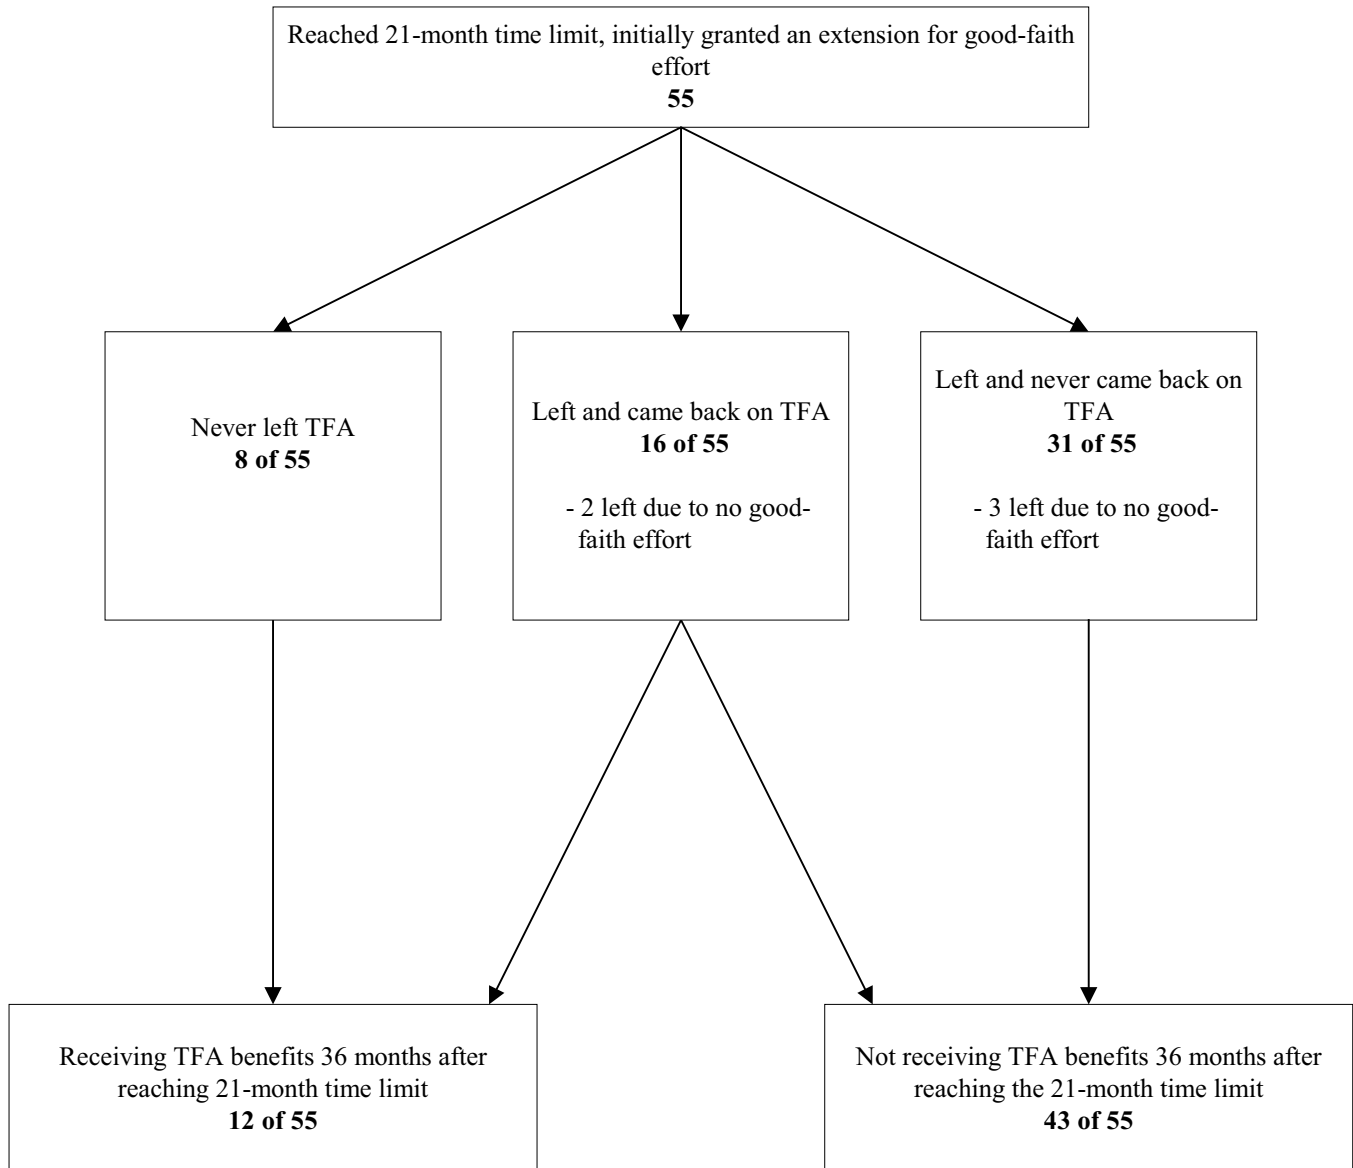 Reached 21-month time limit, initially granted an extension for good-faith
effort
55
Never left TFA
8 of 55
Left and came back on TFA
16 of 55
- 2 left due to no good-
faith effort
Left and never came back on
TFA
31 of 55
- 3 left due to no good-
faith effort
Receiving TFA benefits 36 months after
reaching 21-month time limit
12 of 55
Not receiving TFA benefits 36 months after
reaching the 21-month time limit
43 of 55